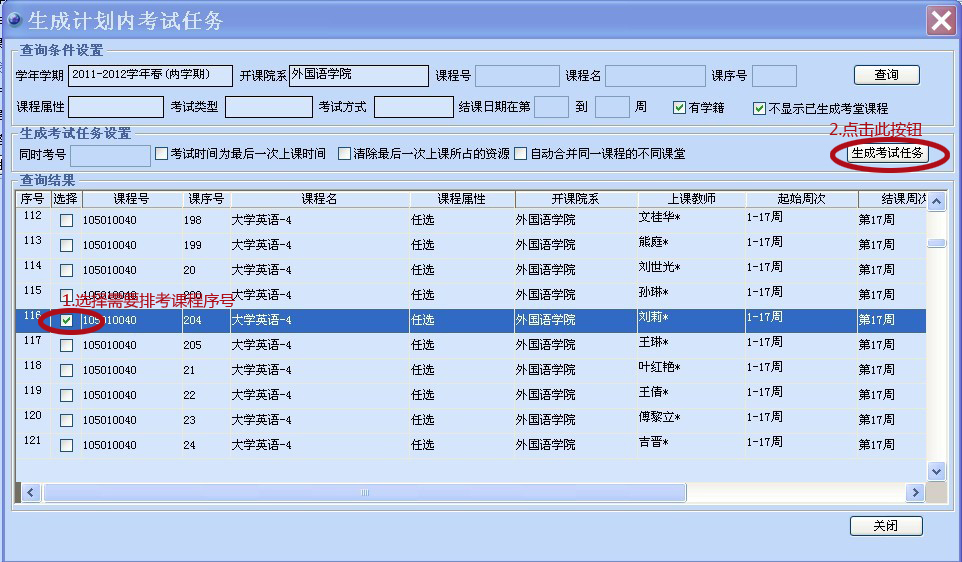 生成计划内考试任务
查询条件设置
学年学期 2011-2012学年春(两学期) 开课院系 外国语学院 课程号 课程名 课序号 查询
课程属性 考试类型 考试方式 结课日期在第 到 周 有学籍 不显示已生成考堂课程
生成考试任务设置
2.点击此按钮
同时考号 考试时间为最后一次上课时间 清除最后一次上课所占的资源 自动合并同一课程的不同课堂 生成考试任务
查询结果
序号 选择 课程号 课序号 课程名 课程属性 开课院系 上课教师 起始周次 结课周次
112 105010040 198 大学英语-4 任选 外国语学院 文桂华* 1-17周 第17周
113 105010040 199 大学英语-4 任选 外国语学院 熊庭* 1-17周 第17周
114 105010040 20 大学英语-4 任选 外国语学院 刘世光* 1-17周 第17周
115 105010040 200 大学英语-4 任选 外国语学院 孙琳* 1-17周 第17周
1.选择需要排考课程序号
116 105010040 204 大学英语-4 任选 外国语学院 刘莉* 1-17周 第17周
117 105010040 205 大学英语-4 任选 外国语学院 王琳* 1-17周 第17周
118 105010040 21 大学英语-4 任选 外国语学院 叶红艳* 1-17周 第17周
119 105010040 22 大学英语-4 任选 外国语学院 王倩* 1-17周 第17周
120 105010040 23 大学英语-4 任选 外国语学院 傅黎立* 1-17周 第17周
121 105010040 24 大学英语-4 任选 外国语学院 吉晋* 1-17周 第17周
关闭